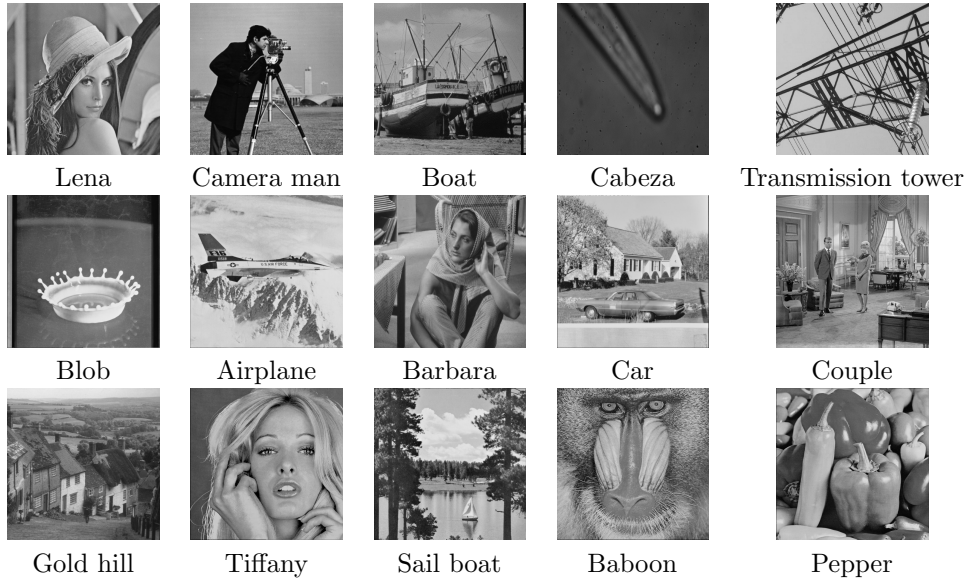 Lena
Camera man
Boat
Cabeza
Transmission tower
Blob
Airplane
Barbara
Car
Couple
Gold hill
Tiffany
Sail boat
Baboon
Pepper